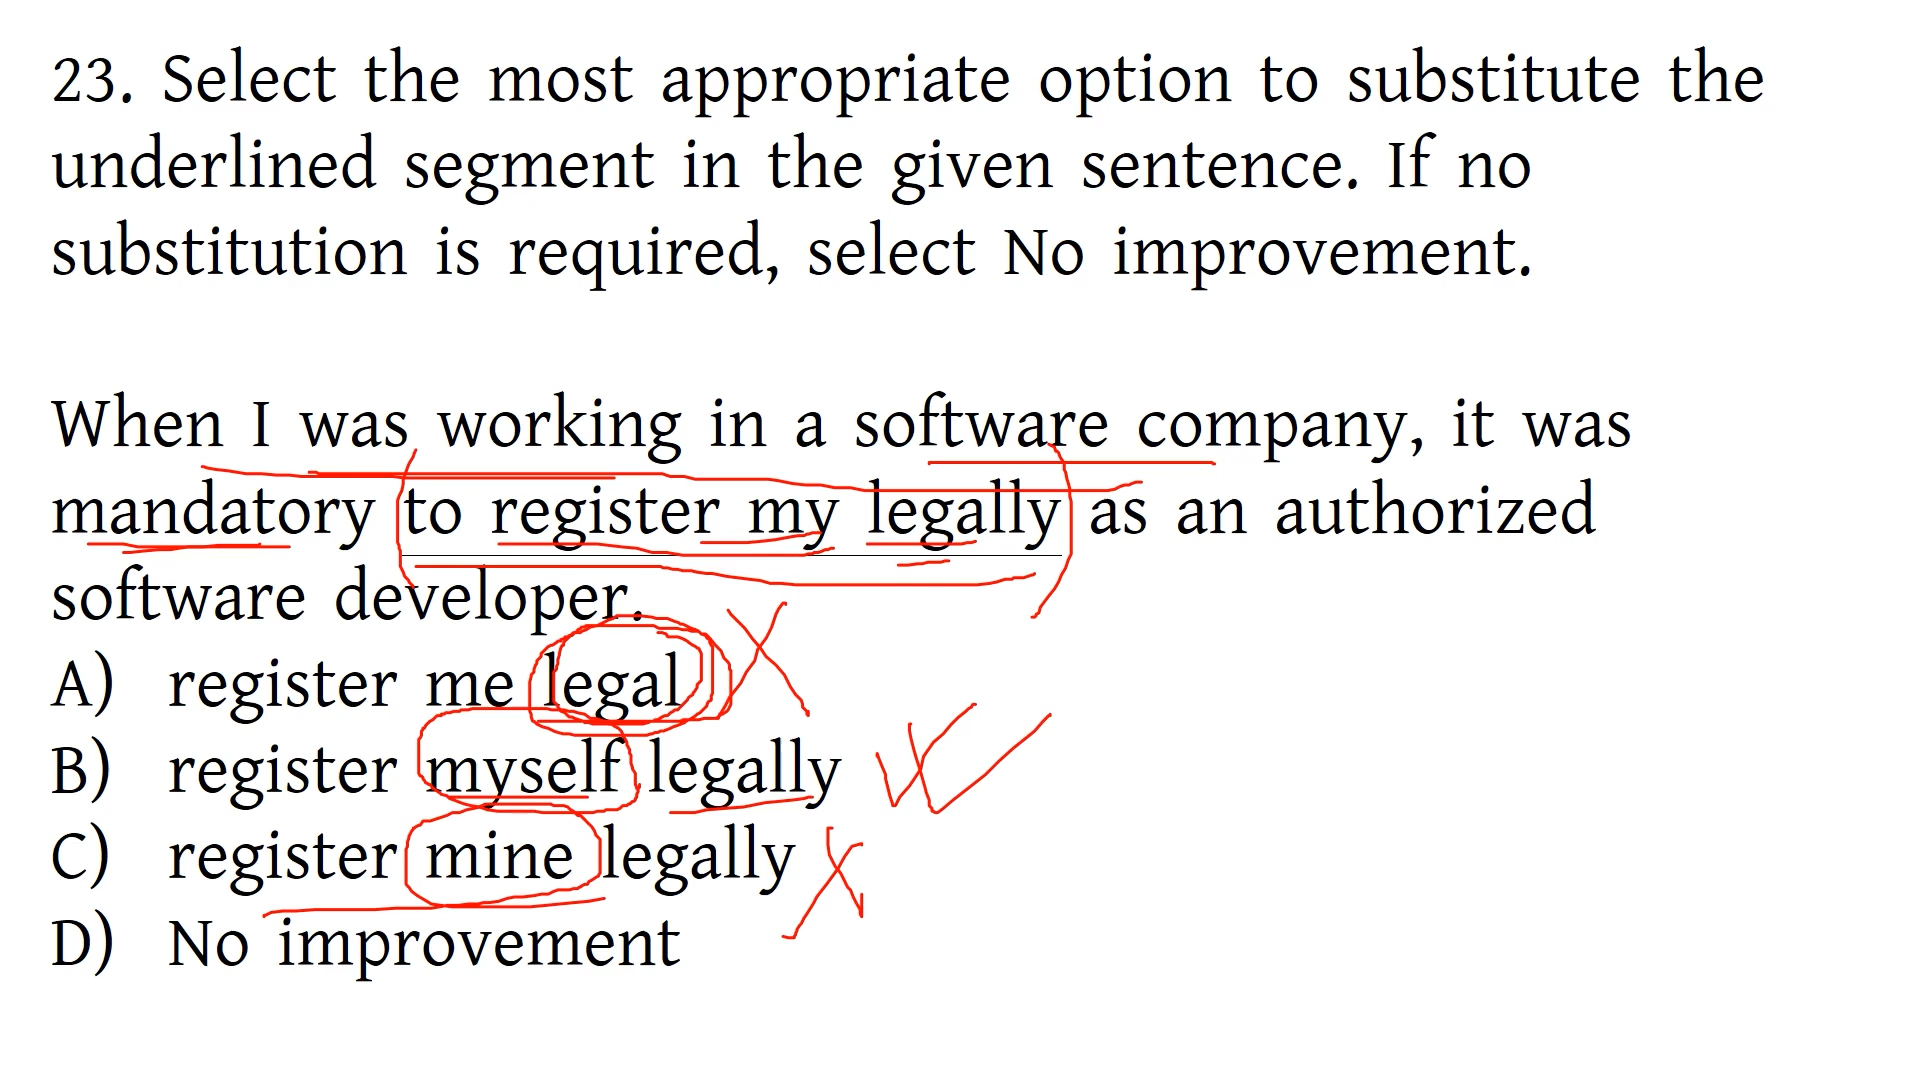 23. Select the most appropriate option to substitute the
underlined segment in the given sentence. If no
substitution is required, select No improvement.
When I was working in a software company, it was
mandatory to register my legally as an authorized
software developer.
A) register me legal
B) register myself legally
C) register mine legally
D) No improvement